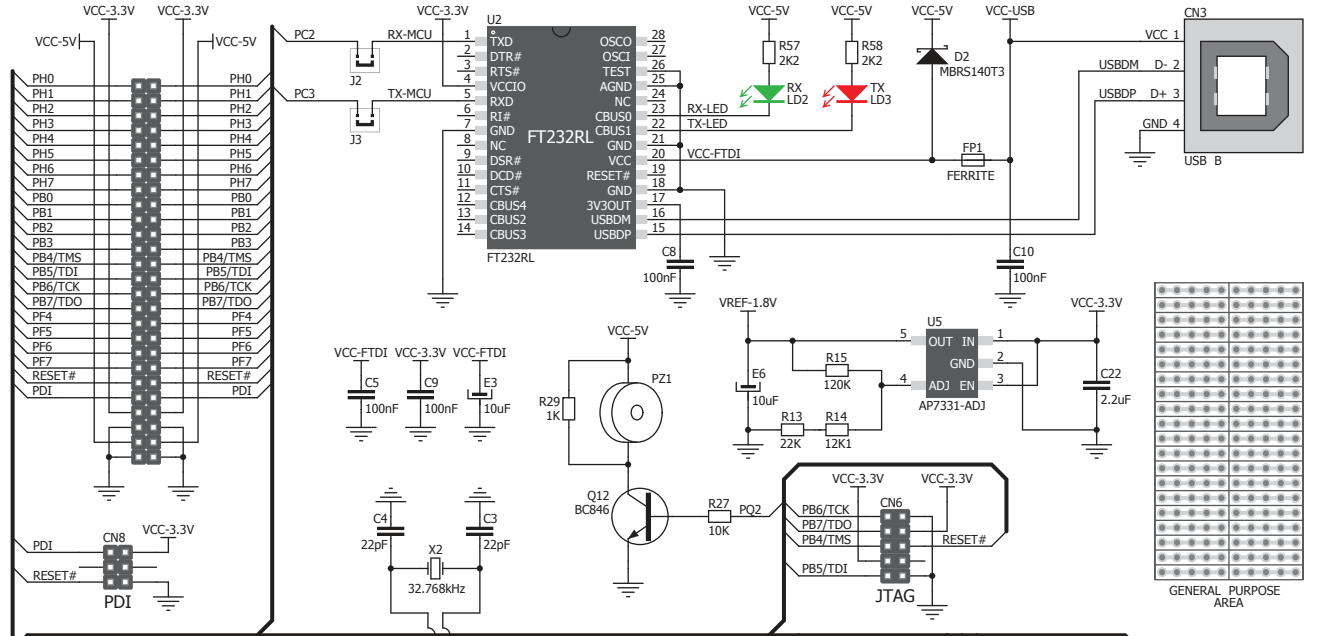 VCC-3.3V VCC-3.3V
VCC-5V VCC-5V
PH0 PH0
PH1 PH1
PH2 PH2
PH3 PH3
PH4 PH4
PH5 PH5
PH6 PH6
PH7 PH7
PB0 PB0
PB1 PB1
PB2 PB2
PB3 PB3
PB4/TMS PB4/TMS
PB5/TDI PB5/TDI
PB6/TCK PB6/TCK
PB7/TDO PB7/TDO
PF4 PF4
PF5 PF5
PF6 PF6
PF7 PF7
RESET# RESET#
PDI PDI
CN8
VCC-3.3V
PDI
RESET#
PDI
PC2
RX-MCU
J2
PC3
TX-MCU
J3
VCC-3.3V
U2
1 TXD OSCO 28
2 DTR# OSCI 27
3 RTS# TEST 26
4 VCCIO AGND 25
5 RXD NC 24
6 RI# CBUS0 23
7 GND CBUS1 22
8 NC GND 21
9 DSR# VCC 20
10 DCD# RESET# 19
11 CTS# GND 18
12 CBUS4 3V3OUT 17
13 CBUS2 USBDM 16
14 CBUS3 USBDP 15
FT232RL
FT232RL
RX-LED
TX-LED
VCC-FTDI
C8
100nF
VCC-5V
R57
2K2
RX
LD2
VCC-5V
R58
2K2
TX
LD3
VCC-5V
D2
MBRS140T3
VCC-USB
FP1
FERRITE
C10
100nF
CN3
VCC 1
USBDM D- 2
USBDP D+ 3
GND 4
USB B
VCC-FTDI
C5
100nF
VCC-3.3V
C9
100nF
VCC-FTDI
E3
10uF
VCC-5V
R29
1K
PZ1
Q12
BC846
R27
10K
PQ2
C4
22pF
C3
22pF
X2
32.768kHz
VREF-1.8V
E6
10uF
R15
120K
R13
22K
R14
12K1
U5
5 OUT IN 1
GND 2
4 ADJ EN 3
AP7331-ADJ
VCC-3.3V
C22
2.2uF
VCC-3.3V VCC-3.3V
CN6
PB6/TCK
PB7/TDO
PB4/TMS RESET#
PB5/TDI
JTAG
GENERAL PURPOSE
AREA